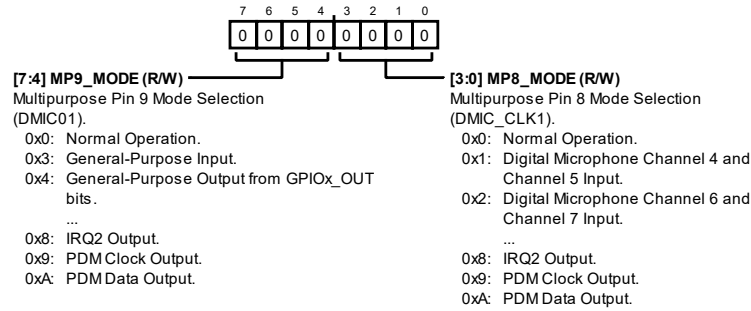 7 6 5 4 3 2 1 0
0 0 0 0 0 0 0 0
[7:4] MP9_MODE (R/W)
Multipurpose Pin 9 Mode Selection
(DMIC01).
0x0: Normal Operation.
0x3: General-Purpose Input.
0x4: General-Purpose Output from GPIOx_OUT
bits.
...
0x8: IRQ2 Output.
0x9: PDM Clock Output.
0xA: PDM Data Output.
[3:0] MP8_MODE (R/W)
Multipurpose Pin 8 Mode Selection
(DMIC_CLK1).
0x0: Normal Operation.
0x1: Digital Microphone Channel 4 and
Channel 5 Input.
0x2: Digital Microphone Channel 6 and
Channel 7 Input.
...
0x8: IRQ2 Output.
0x9: PDM Clock Output.
0xA: PDM Data Output.